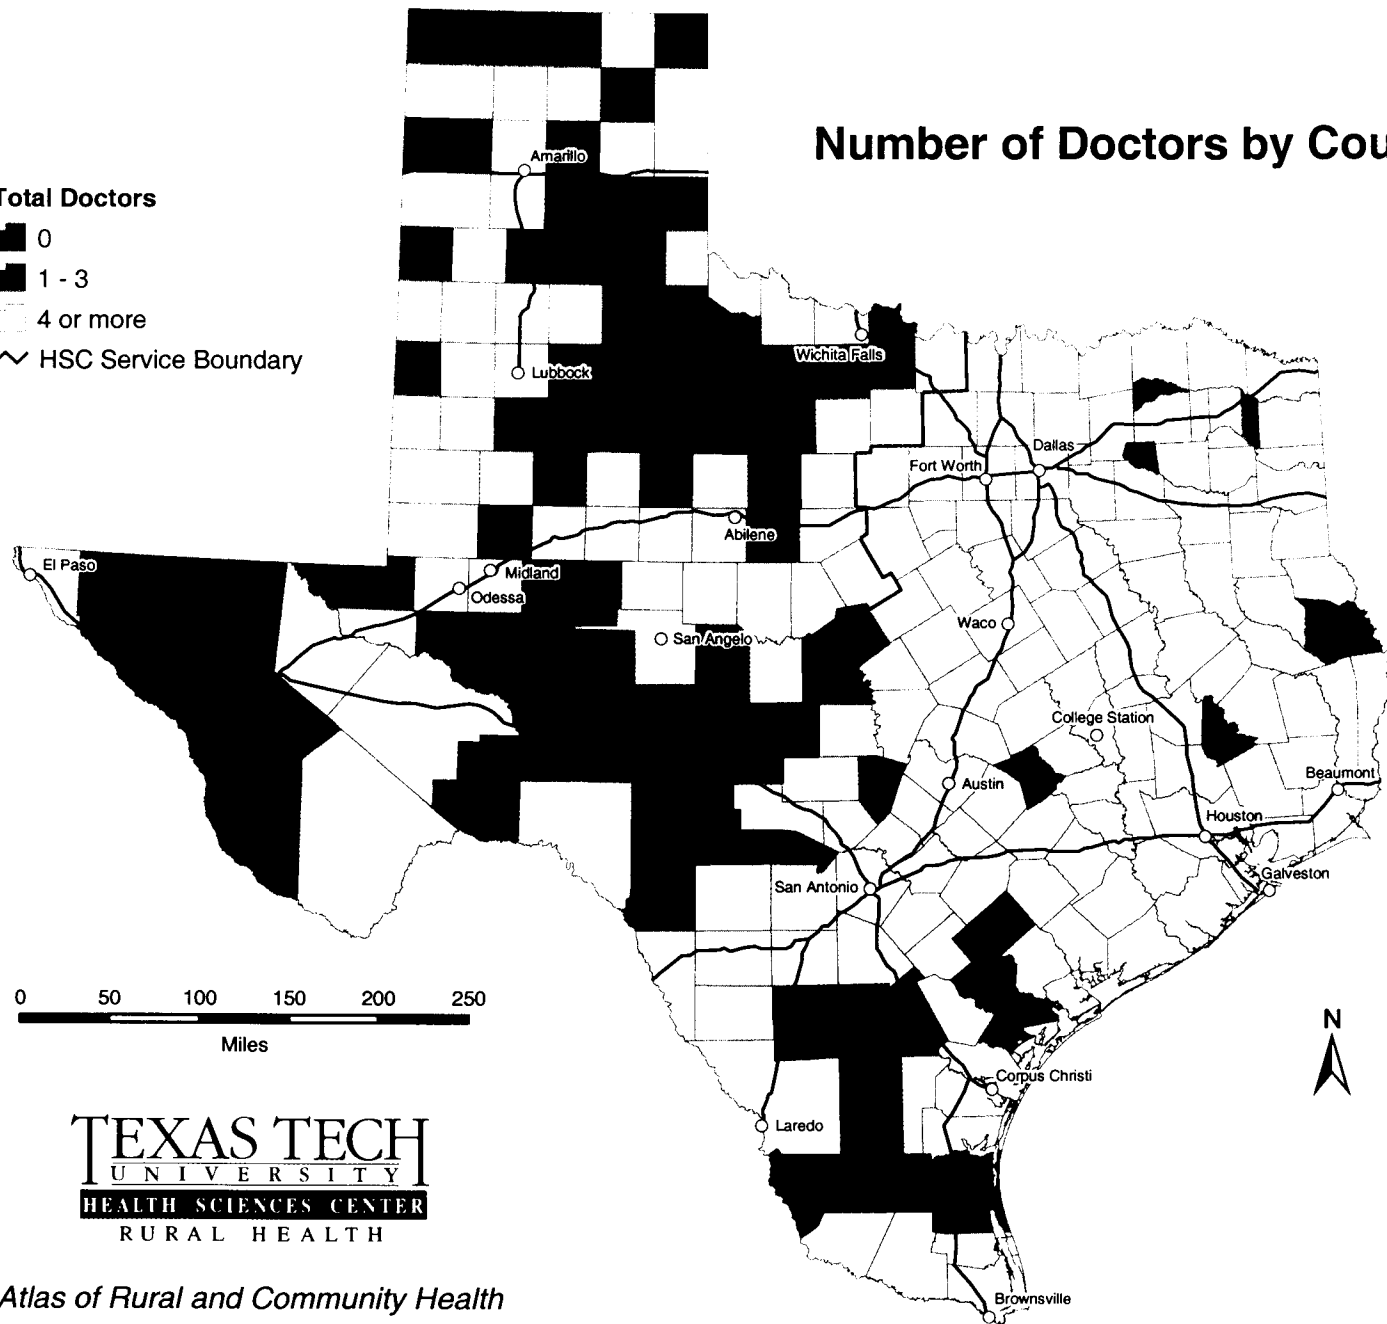 Number of Doctors by Cou
Total Doctors
0
1 - 3
4 or more
HSC Service Boundary
Amarillo
Wichita Falls
Lubbock
Dallas
Fort Worth
Abilene
El Paso
Midland
Odessa
Waco
San Angelo
College Station
Austin
Beaumont
Houston
Galveston
San Antonio
0 50 100 150 200 250
Miles
N
Corpus Christi
Laredo
TEXAS TECH
UNIVERSITY
HEALTH SCIENCES CENTER
RURAL HEALTH
Brownsville
Atlas of Rural and Community Health